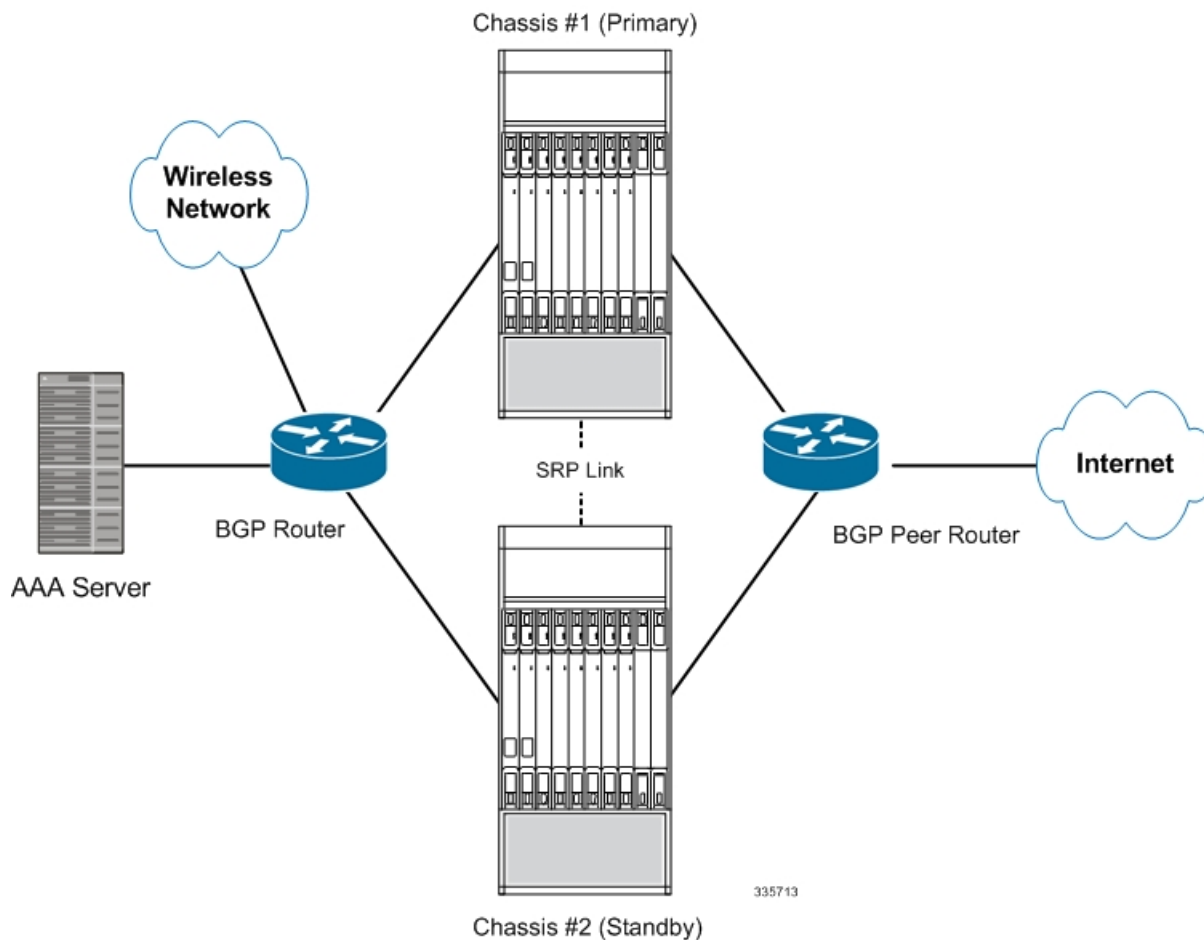 Chassis #1 (Primary)
Wireless
Network
SRP Link
Internet
BGP Router
BGP Peer Router
AAA Server
335713
Chassis #2 (Standby)